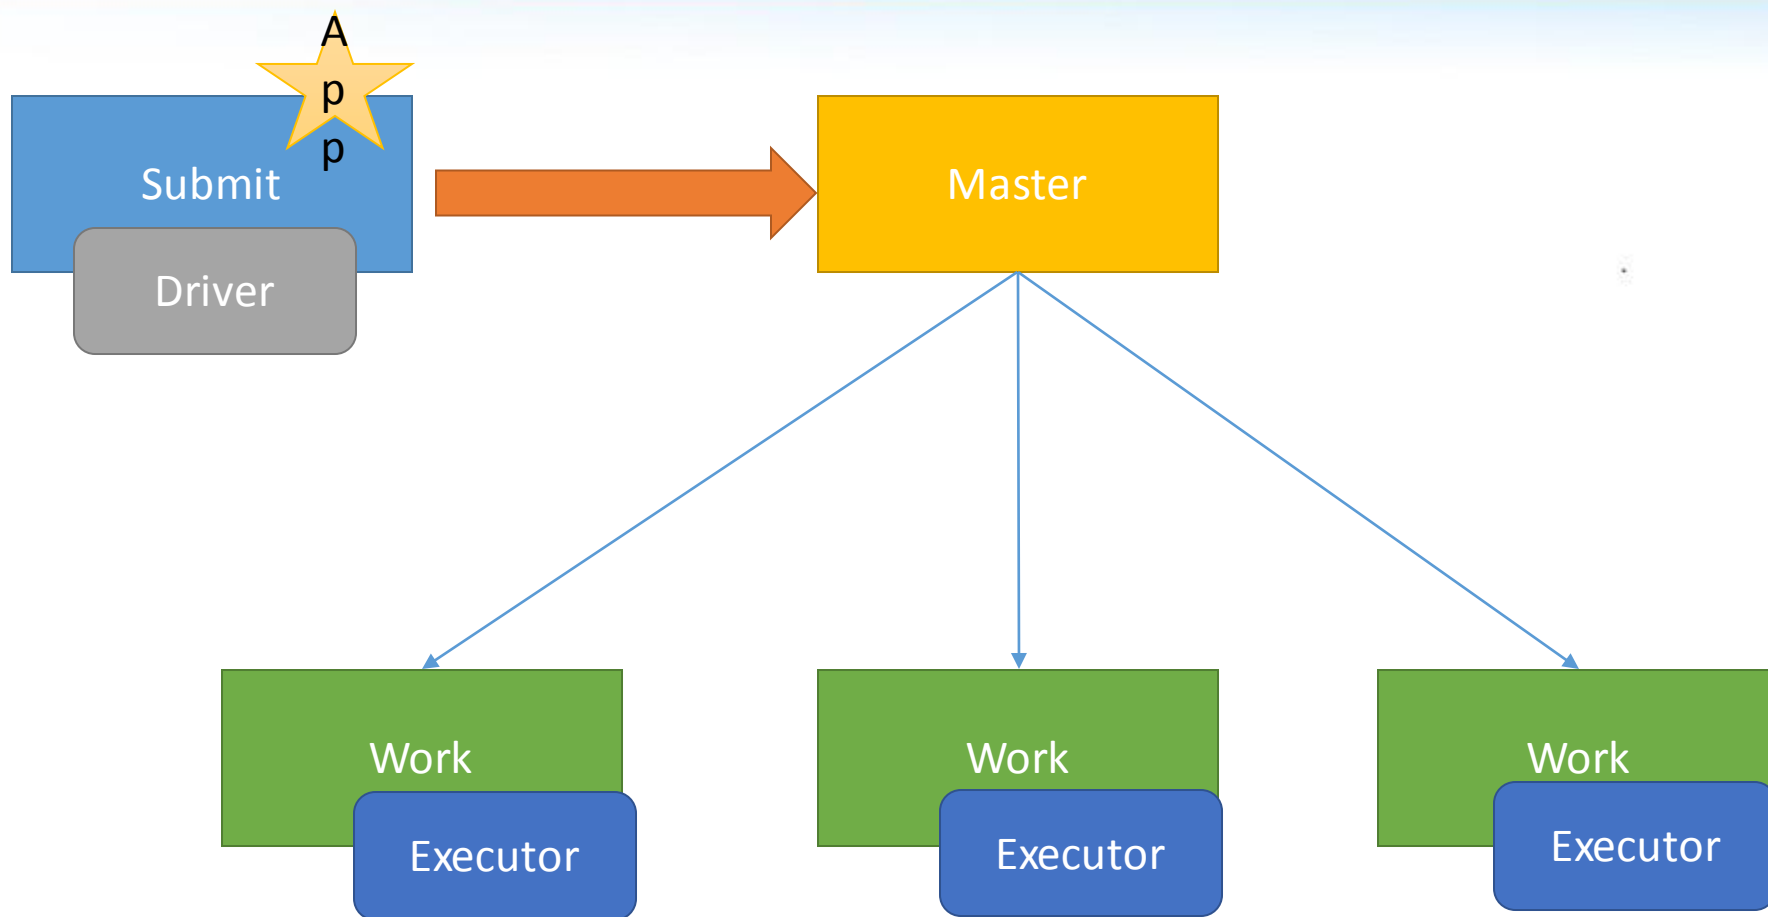 A
p
p
Submit
Driver
Master
Work
Executor
Work
Executor
Work
Executor